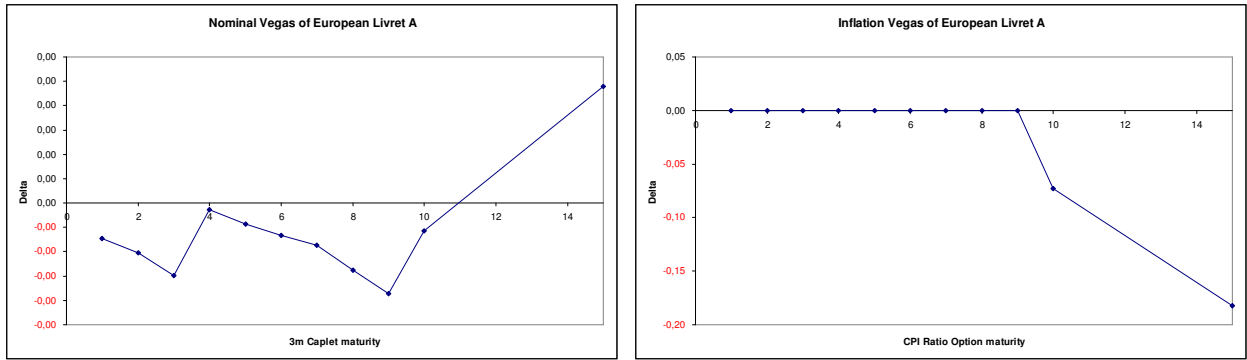 Nominal Vegas of European Livret A
0,00
0,00
0,00
0,00
0,00
0,00
0,00
-0,00
-0,00
-0,00
-0,00
-0,00
0 2 4 6 8 10 12 14
Delta
3m Caplet maturity
Inflation Vegas of European Livret A
0,05
0,00
-0,05
-0,10
-0,15
-0,20
0 2 4 6 8 10 12 14
Delta
CPI Ratio Option maturity